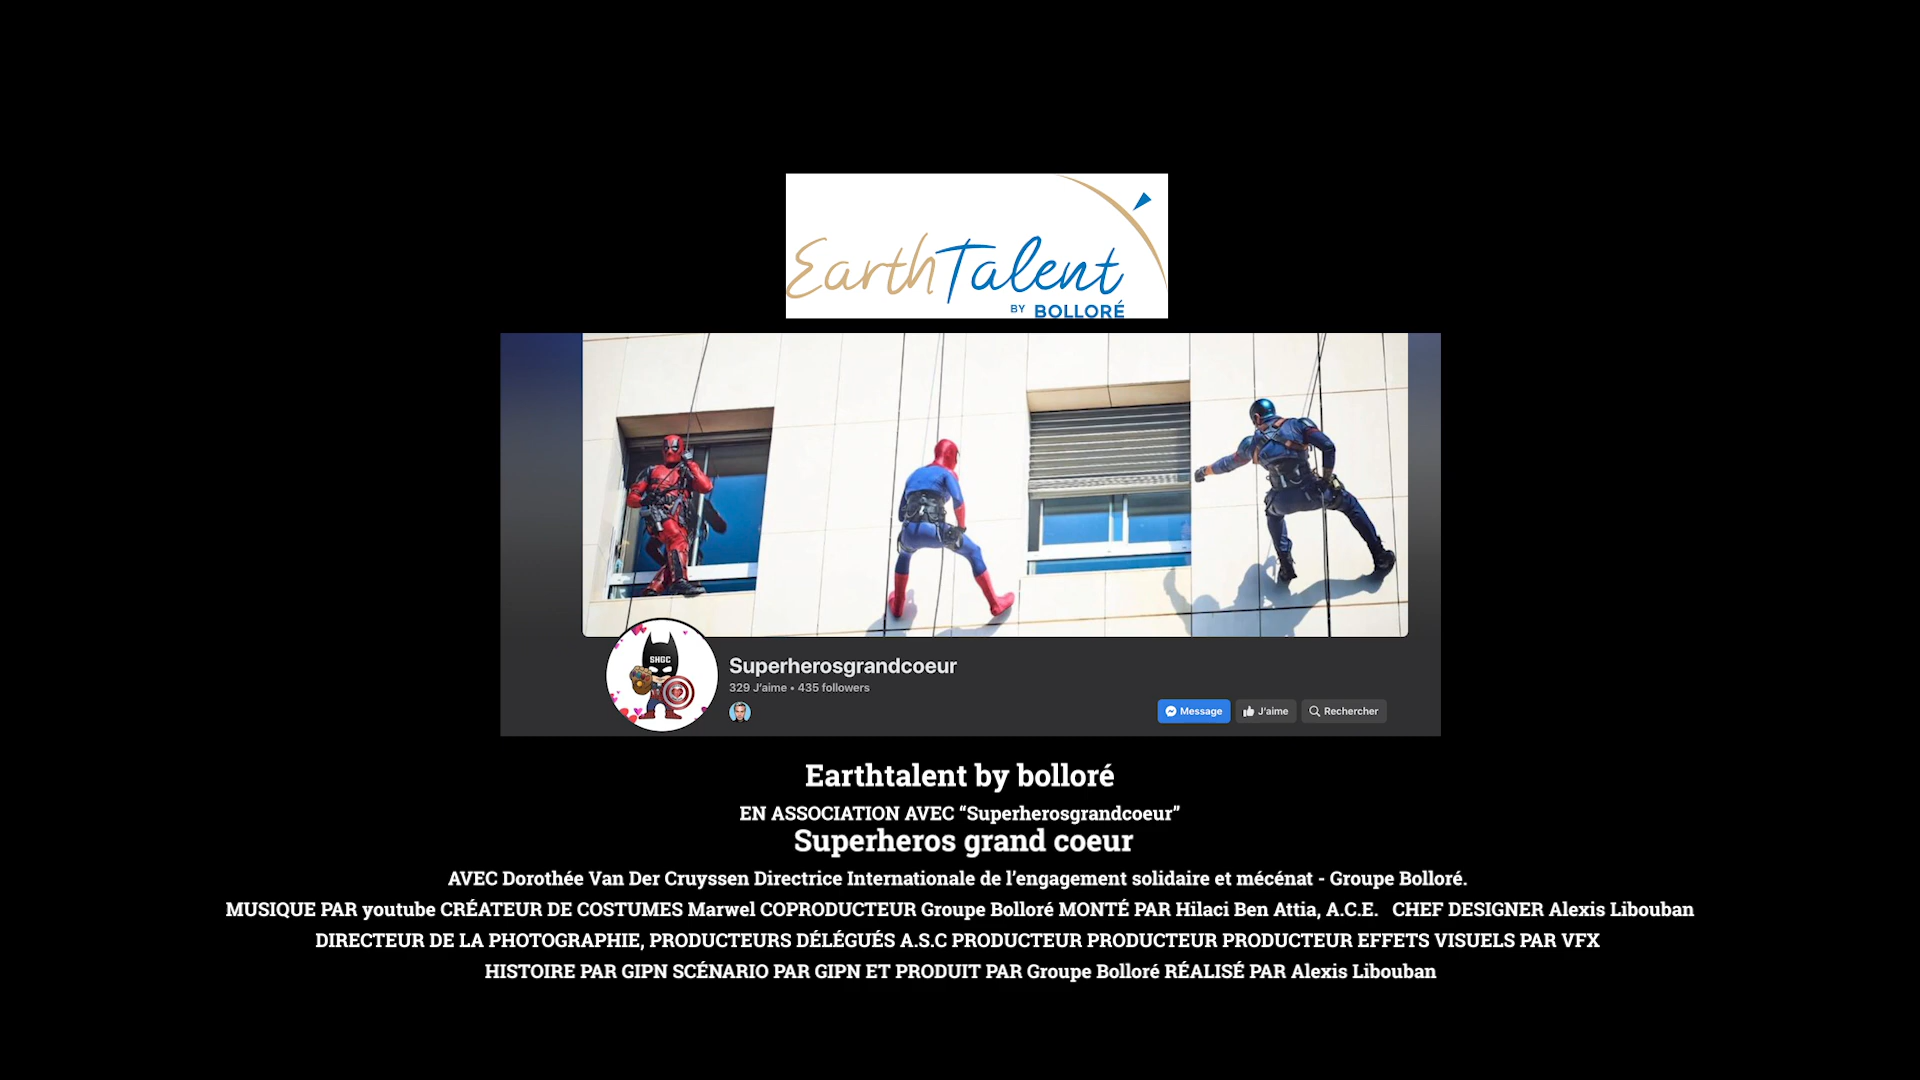 EarthTalent
BY BOLLORÉ
SHGC
Superherosgrandcoeur
329 J'aime • 435 followers
Message J'aime Rechercher
Earthtalent by bolloré
EN ASSOCIATION AVEC “Superherosgrandcoeur”
Superheros grand coeur
AVEC Dorothée Van Der Cruyssen Directrice Internationale de l’engagement solidaire et mécénat - Groupe Bolloré.
MUSIQUE PAR youtube CRÉATEUR DE COSTUMES Marwel COPRODUCTEUR Groupe Bolloré MONTÉ PAR Hilaci Ben Attia, A.C.E. CHEF DESIGNER Alexis Libouban
DIRECTEUR DE LA PHOTOGRAPHIE, PRODUCTEURS DÉLÉGUÉS A.S.C PRODUCTEUR PRODUCTEUR PRODUCTEUR EFFETS VISUELS PAR VFX
HISTOIRE PAR GIPN SCÉNARIO PAR GIPN ET PRODUIT PAR Groupe Bolloré RÉALISÉ PAR Alexis Libouban